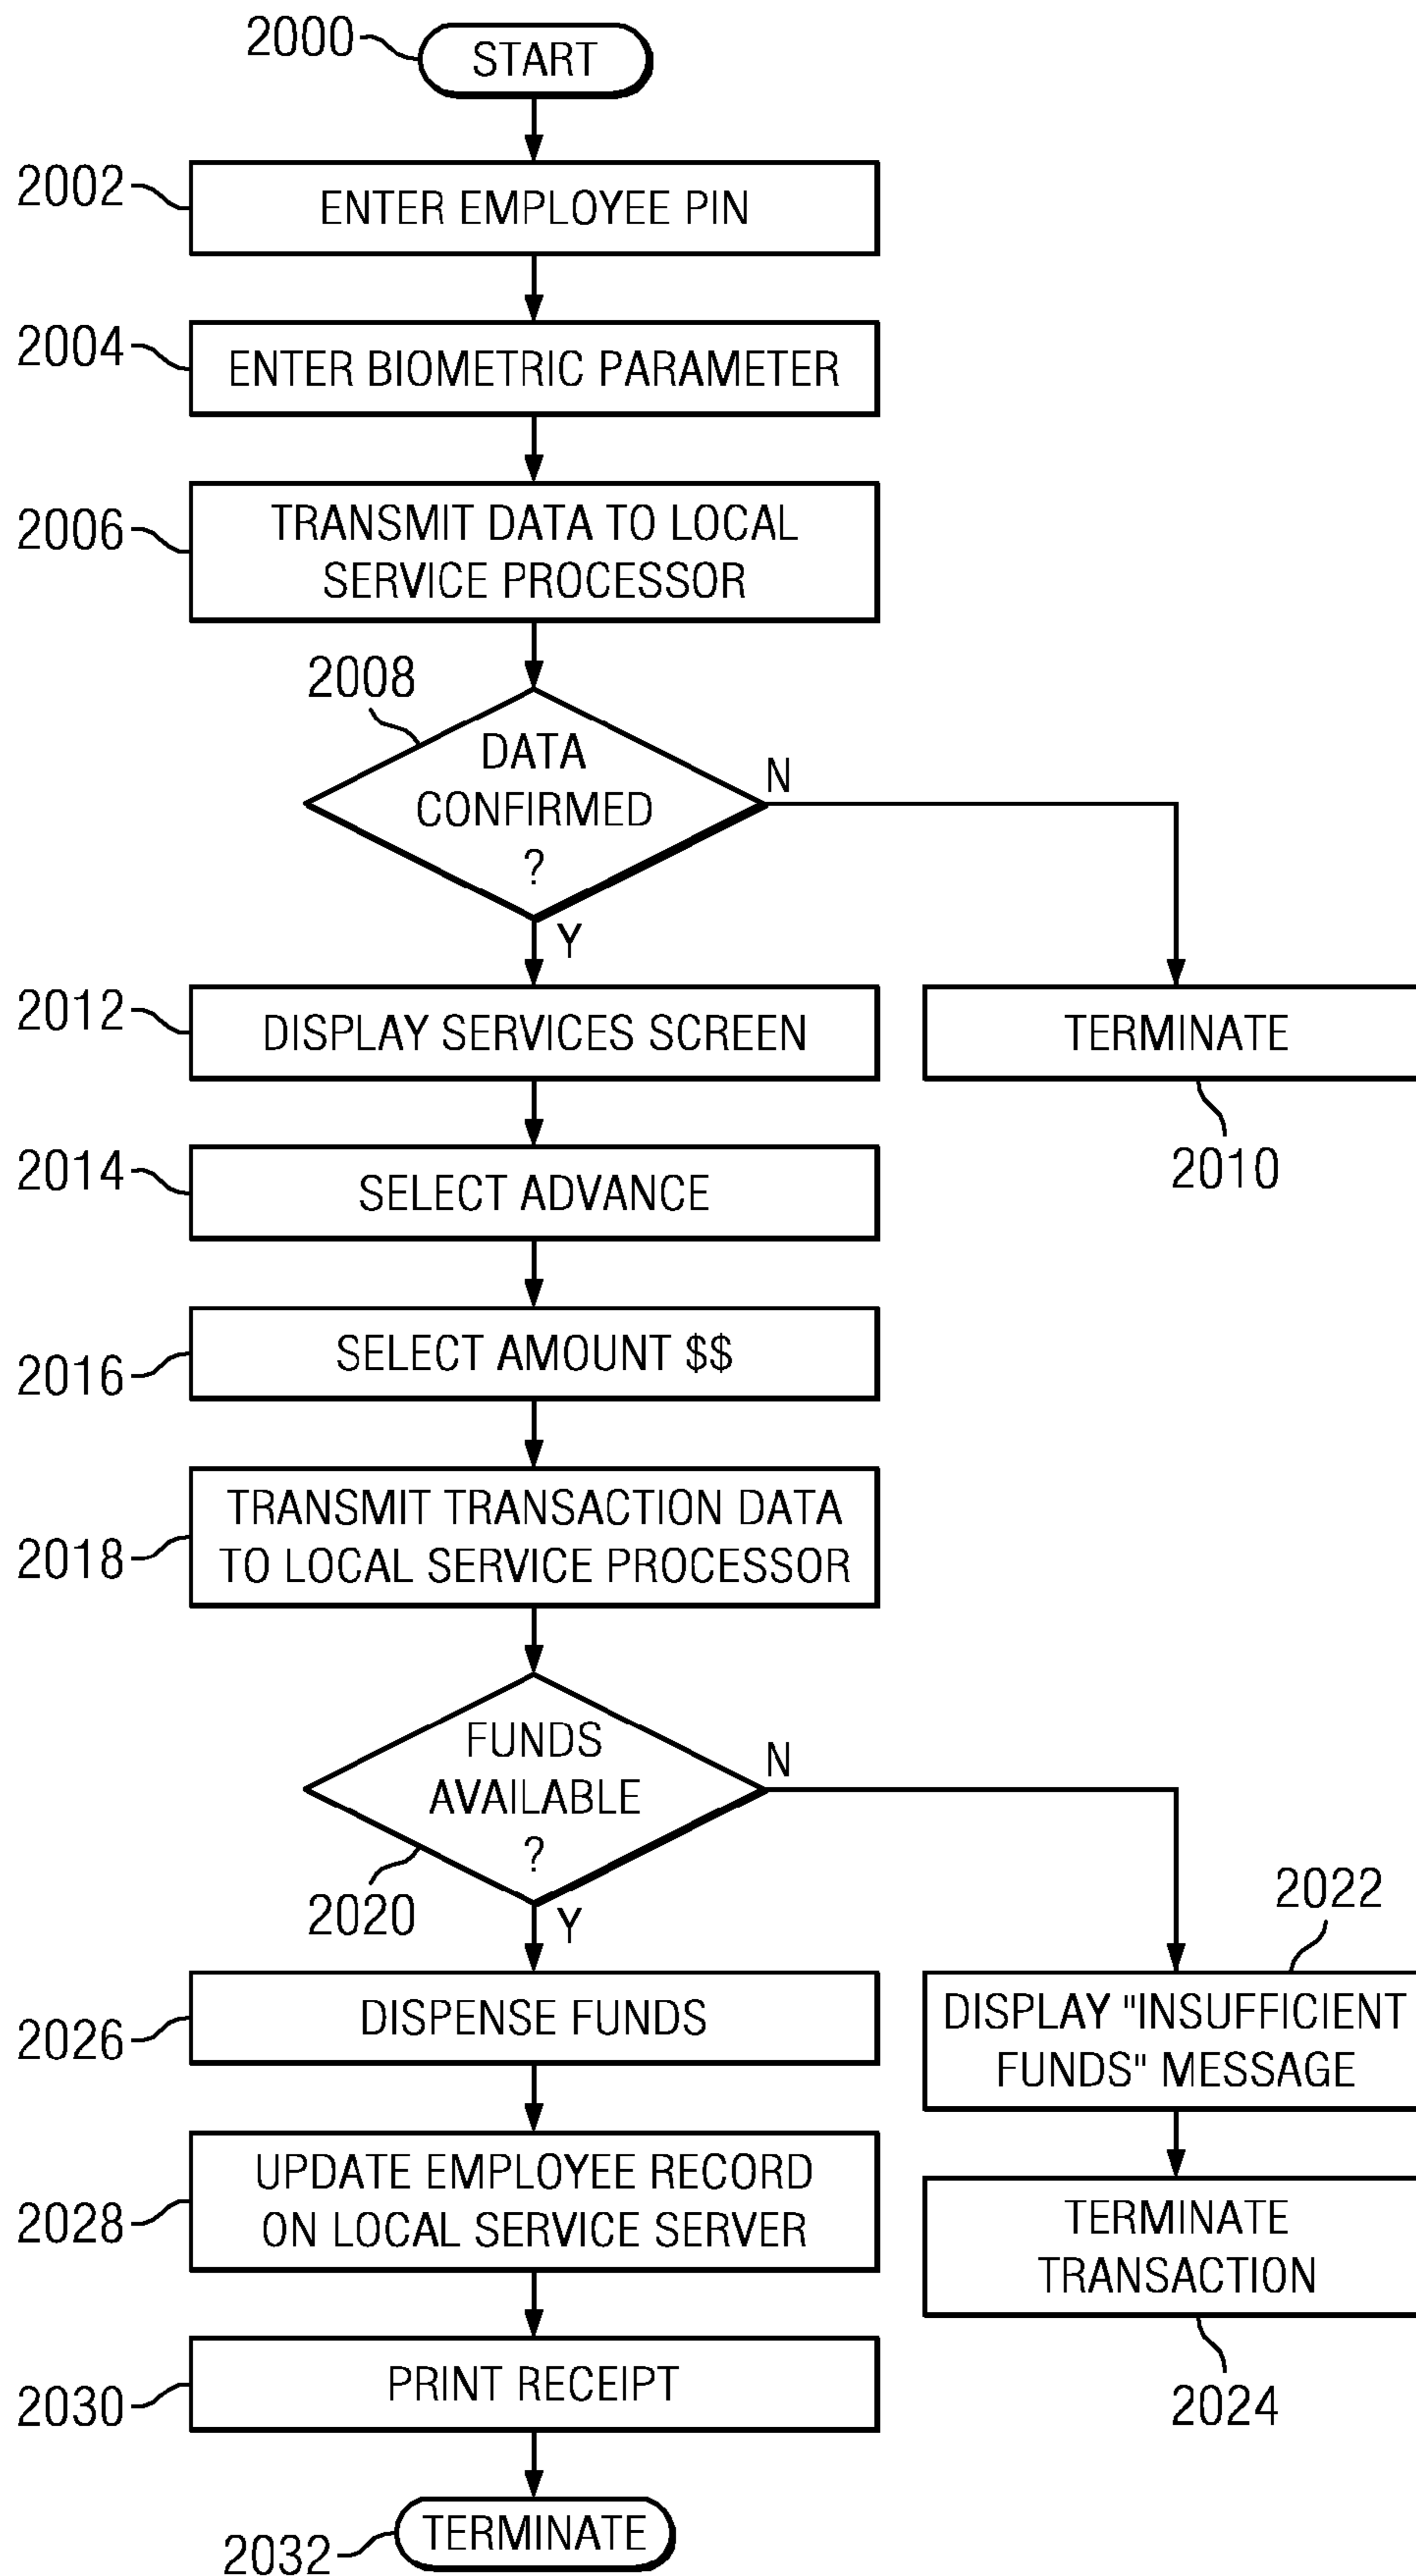 2000
START
2002
ENTER EMPLOYEE PIN
2004
ENTER BIOMETRIC PARAMETER
2006
TRANSMIT DATA TO LOCAL
SERVICE PROCESSOR
2008
DATA
CONFIRMED
?
N
Y
2012
DISPLAY SERVICES SCREEN
TERMINATE
2010
2014
SELECT ADVANCE
2016
SELECT AMOUNT $$
2018
TRANSMIT TRANSACTION DATA
TO LOCAL SERVICE PROCESSOR
FUNDS
AVAILABLE
?
N
2020
Y
2022
2026
DISPENSE FUNDS
DISPLAY "INSUFFICIENT
FUNDS" MESSAGE
2028
UPDATE EMPLOYEE RECORD
ON LOCAL SERVICE SERVER
TERMINATE
TRANSACTION
2024
2030
PRINT RECEIPT
2032
TERMINATE